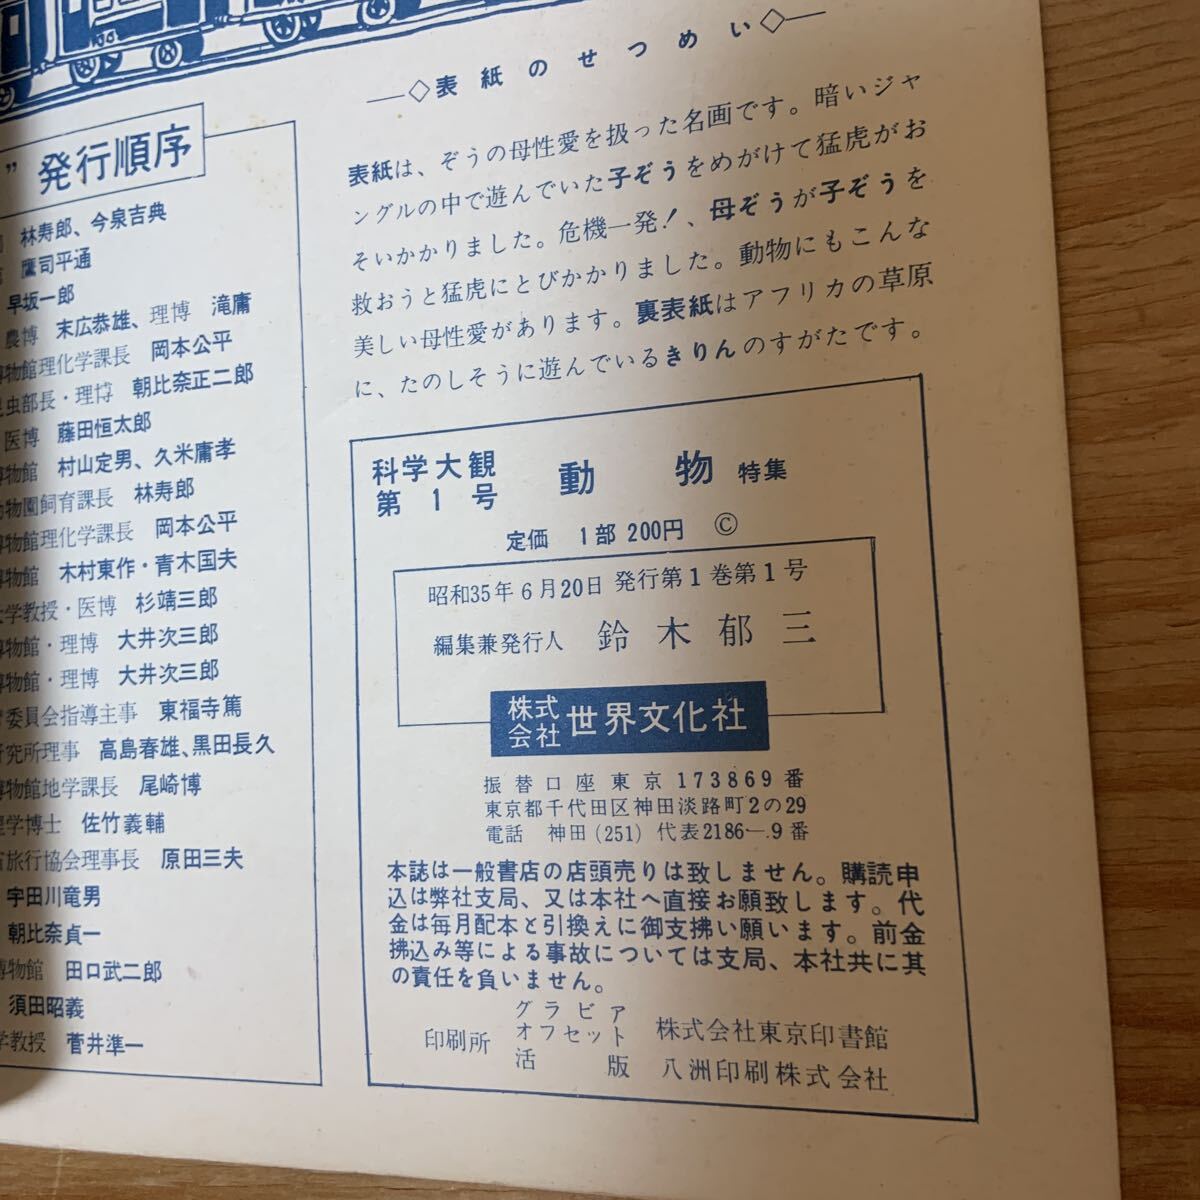 ” 発行順序
林寿郎、今泉吉典
鷹司平通
早坂一郎
農博 末広恭雄、理博 滝庸
博物館理化学課長 岡本公平
昆虫部長・理博 朝比奈正二郎
医博 藤田恒太郎
博物館 村山定男、久米庸孝
動物園飼育課長 林寿郎
博物館理化学課長 岡本公平
博物館 木村東作・青木国夫
大学教授・医博 杉靖三郎
博物館・理博 大井次三郎
博物館・理博 大井次三郎
委員会指導主事 東福寺篤
研究所理事 高島春雄、黒田長久
博物館地学課長 尾崎博
理学博士 佐竹義輔
旅行協会理事長 原田三夫
宇田川竜男
朝比奈貞一
博物館 田口武二郎
須田昭義
学教授 菅井準一
―◇表紙のせつめい◇―
表紙は、ぞうの母性愛を扱った名画です。暗いジャ
ングルの中で遊んでいた子ぞうをめがけて猛虎がお
そいかかりました。危機一発！、母ぞうが子ぞうを
救おうと猛虎にとびかかりました。動物にもこんな
美しい母性愛があります。裏表紙はアフリカの草原
に、たのしそうに遊んでいるきりんのすがたです。
科学大観
第1号 動物 特集
定価 1部 200円 ©
昭和35年6月20日 発行第1巻第1号
編集兼発行人 鈴木郁三
株式会社 世界文化社
振替口座東京 173869番
東京都千代田区神田淡路町2の29
電話 神田(251) 代表2186―9番
本誌は一般書店の店頭売りは致しません。購読申
込は弊社支局、又は本社へ直接お願致します。代
金は毎月配本と引換えに御支拂い願います。前金
拂込み等による事故については支局、本社共に其
の責任を負いません。
印刷所 グラビア オフセット 株式会社東京印書館
活版 八洲印刷株式会社